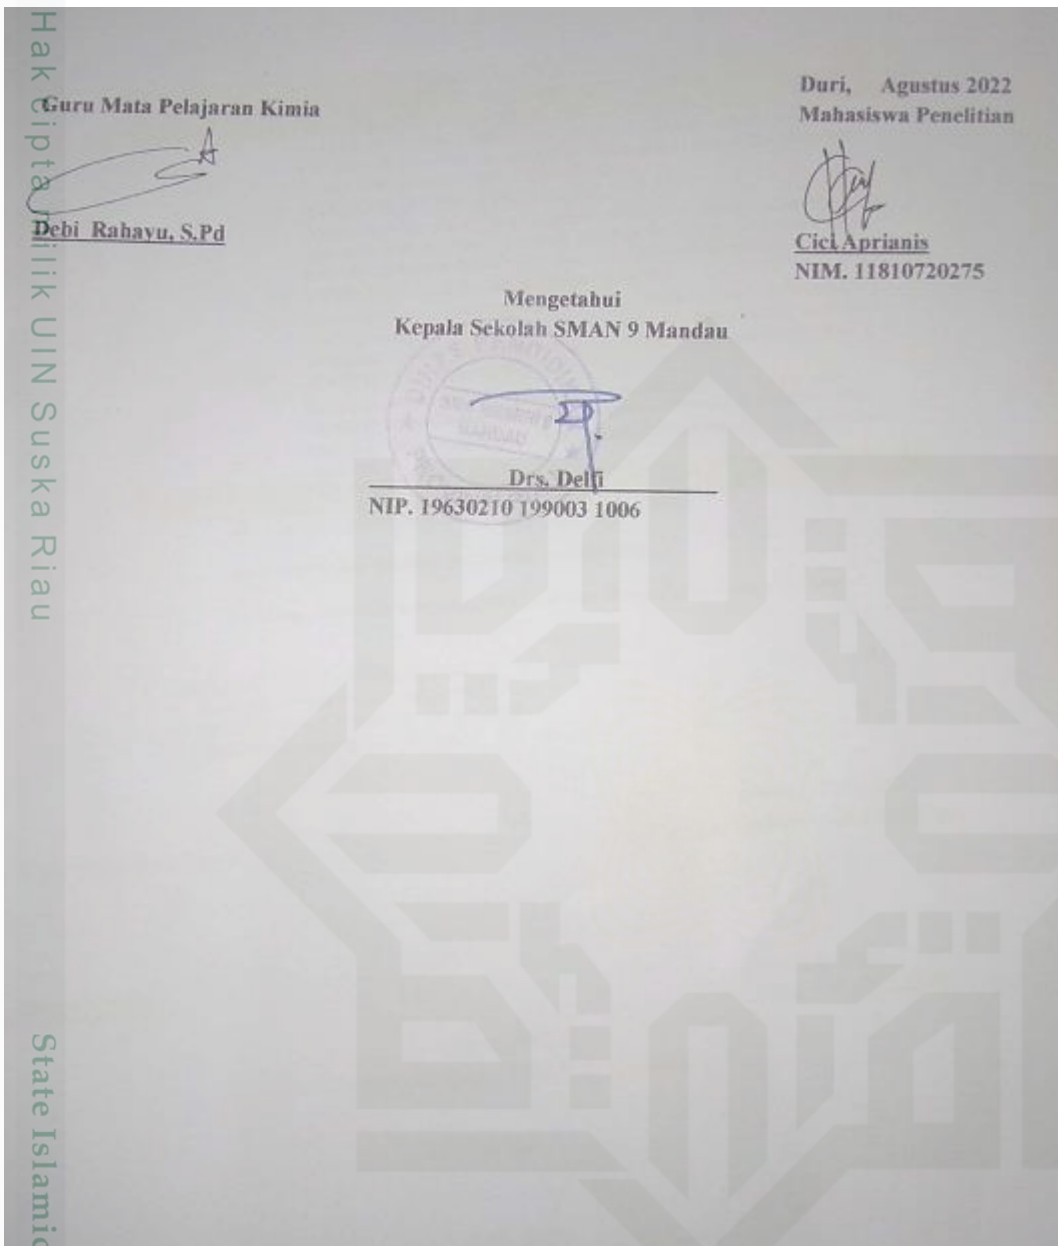 Hak cipta milik UIN Suska Riau
State Islamic
Guru Mata Pelajaran Kimia
Debi Rahayu, S.Pd
Duri, Agustus 2022
Mahasiswa Penelitian
Cici Aprianis
NIM. 11810720275
Mengetahui
Kepala Sekolah SMAN 9 Mandau
Drs. Delfi
NIP. 19630210 199003 1006